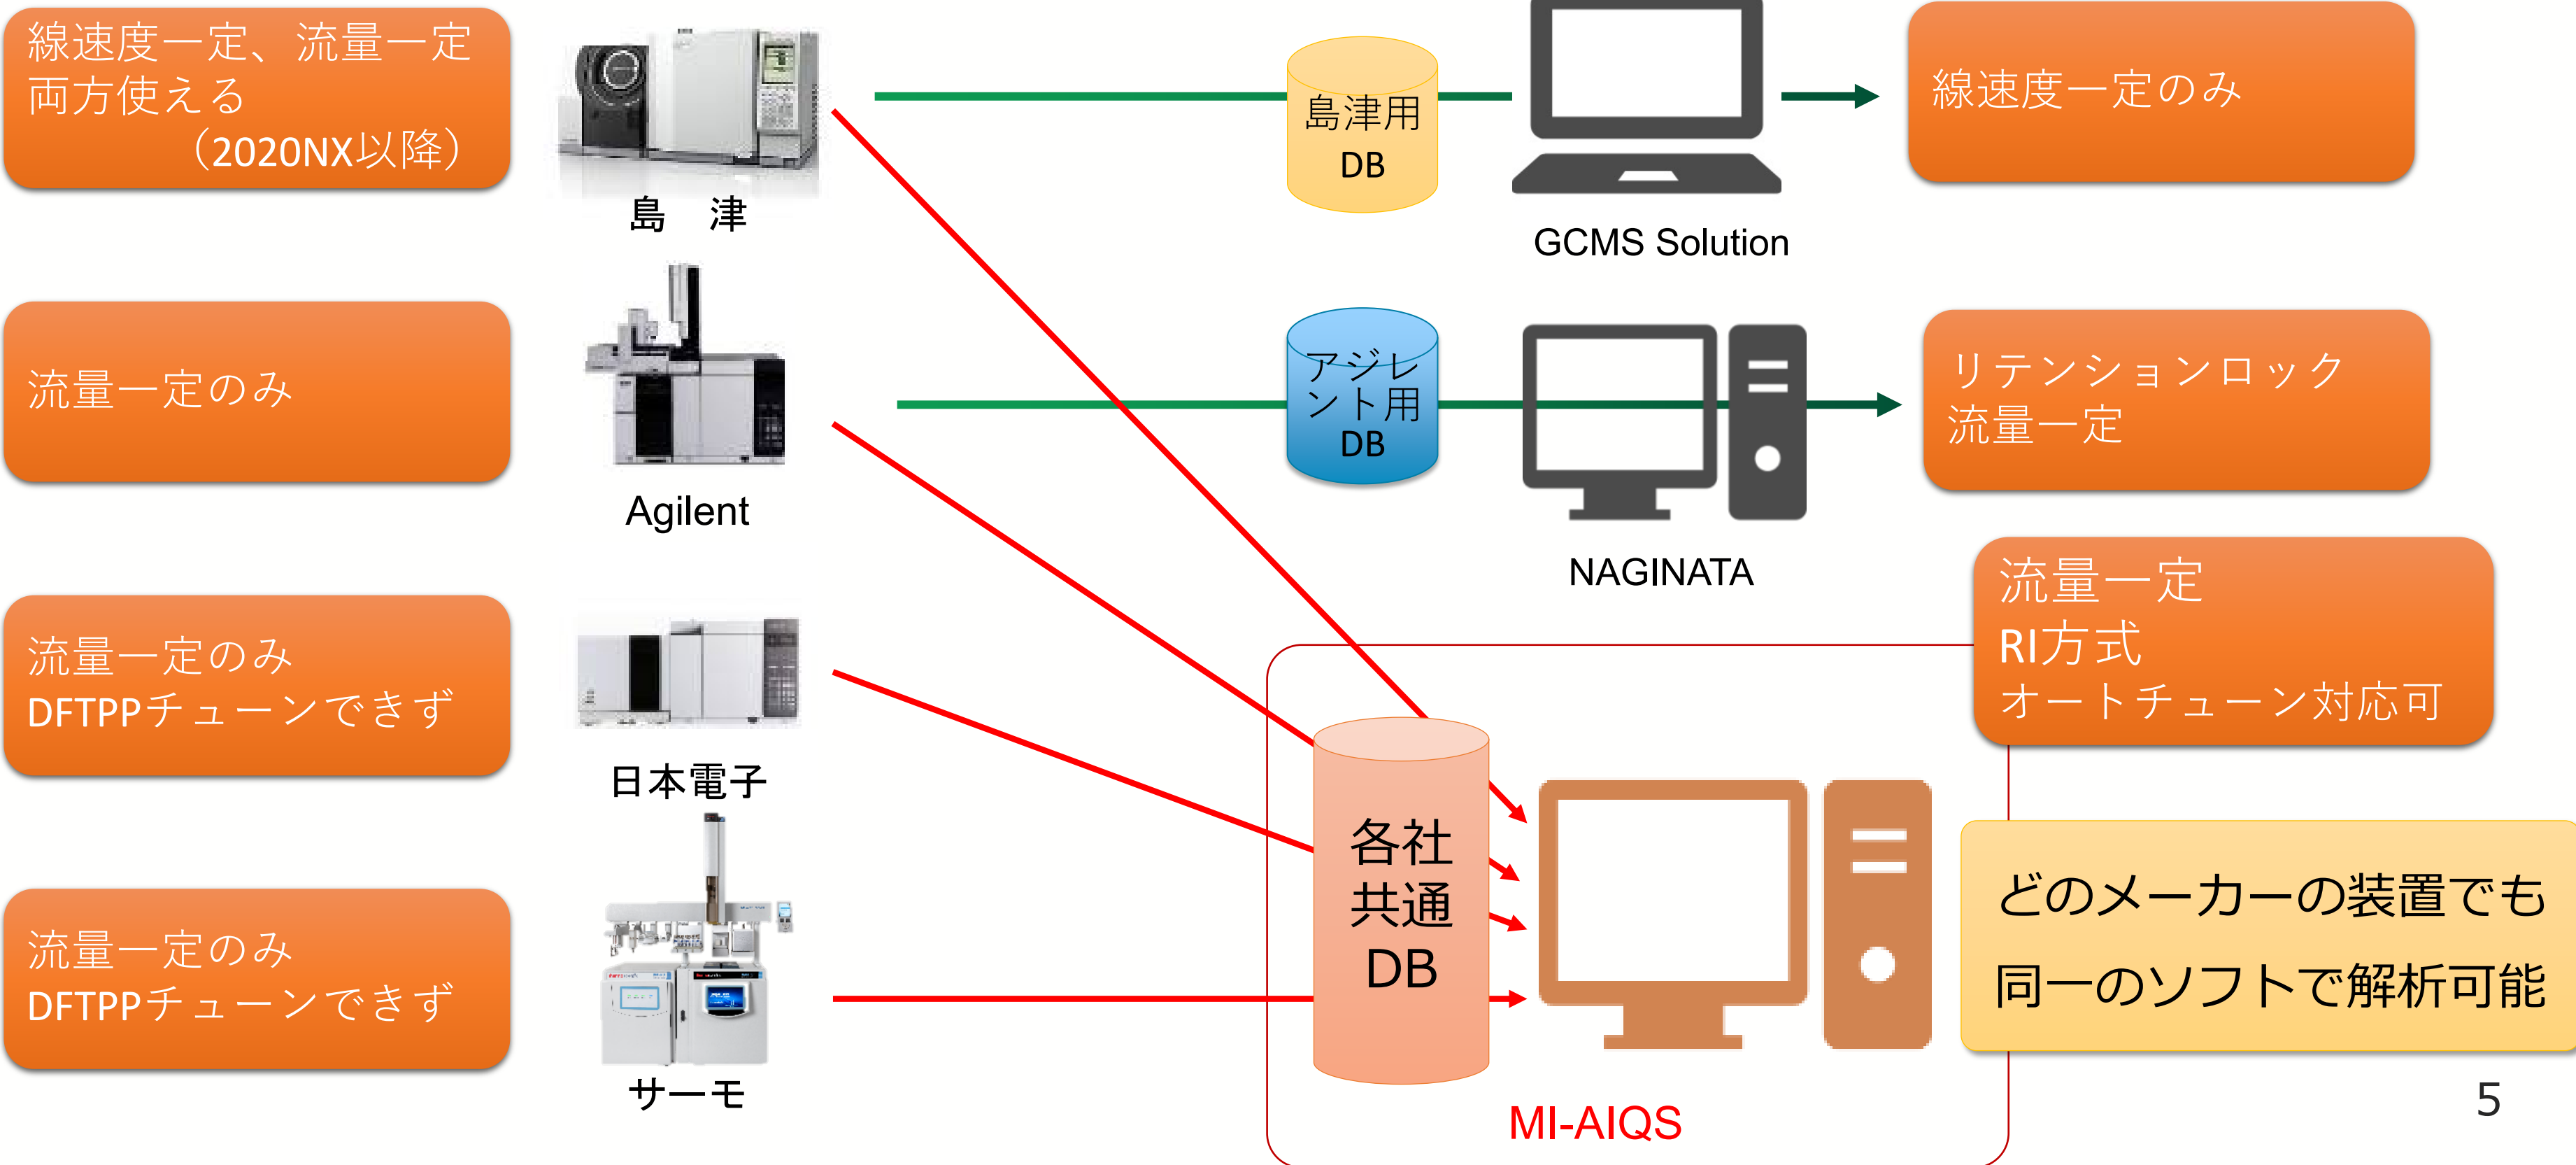 線速度一定、流量一定
両方使える
（2020NX以降）
島　津
島津用
DB
GCMS Solution
線速度一定のみ
流量一定のみ
Agilent
アジレ
ント用
DB
NAGINATA
リテンションロック
流量一定
流量一定のみ
DFTPPチューンできず
日本電子
流量一定
RI方式
オートチューン対応可
流量一定のみ
DFTPPチューンできず
サーモ
各社
共通
DB
MI-AIQS
どのメーカーの装置でも
同一のソフトで解析可能
5